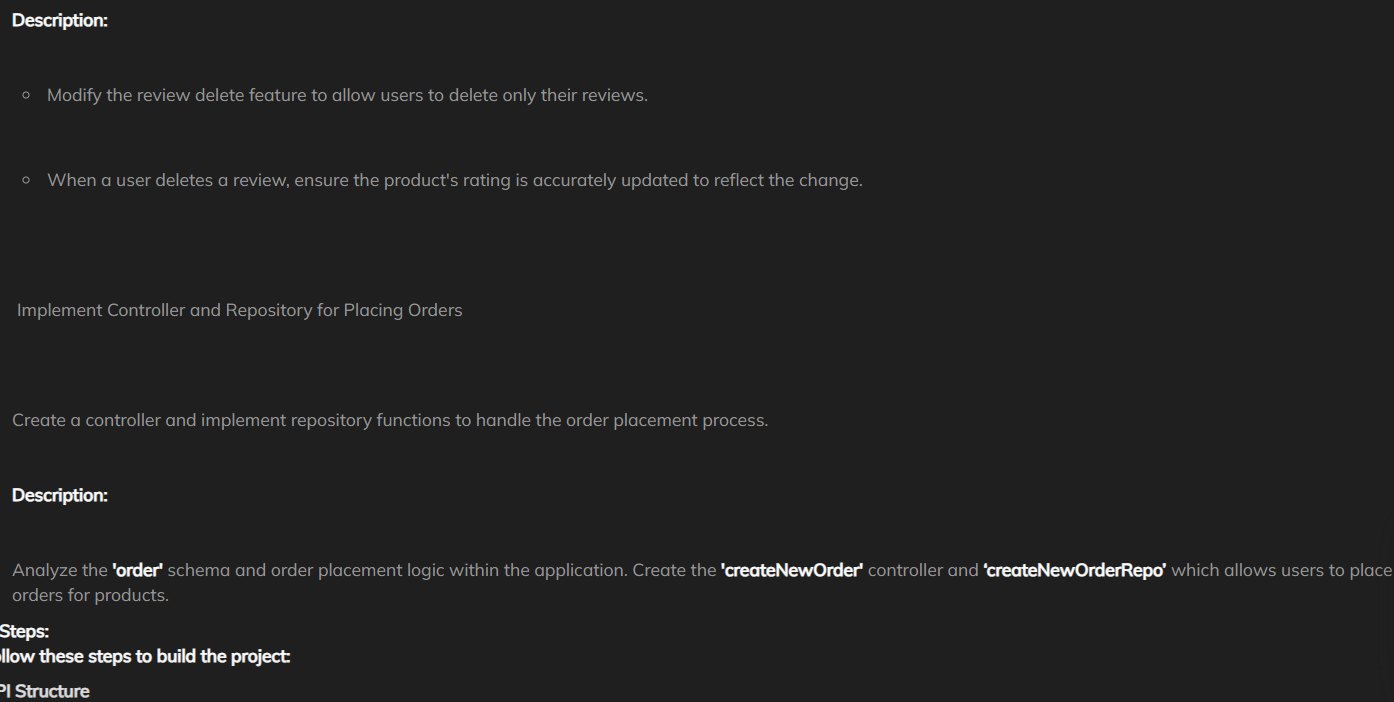 Description:
Modify the review delete feature to allow users to delete only their reviews.
When a user deletes a review, ensure the product's rating is accurately updated to reflect the change.
Implement Controller and Repository for Placing Orders
Create a controller and implement repository functions to handle the order placement process.
Description:
Analyze the 'order' schema and order placement logic within the application. Create the 'createNewOrder' controller and ‘createNewOrderRepo’ which allows users to place
orders for products.
Steps:
llow these steps to build the project:
PI Structure